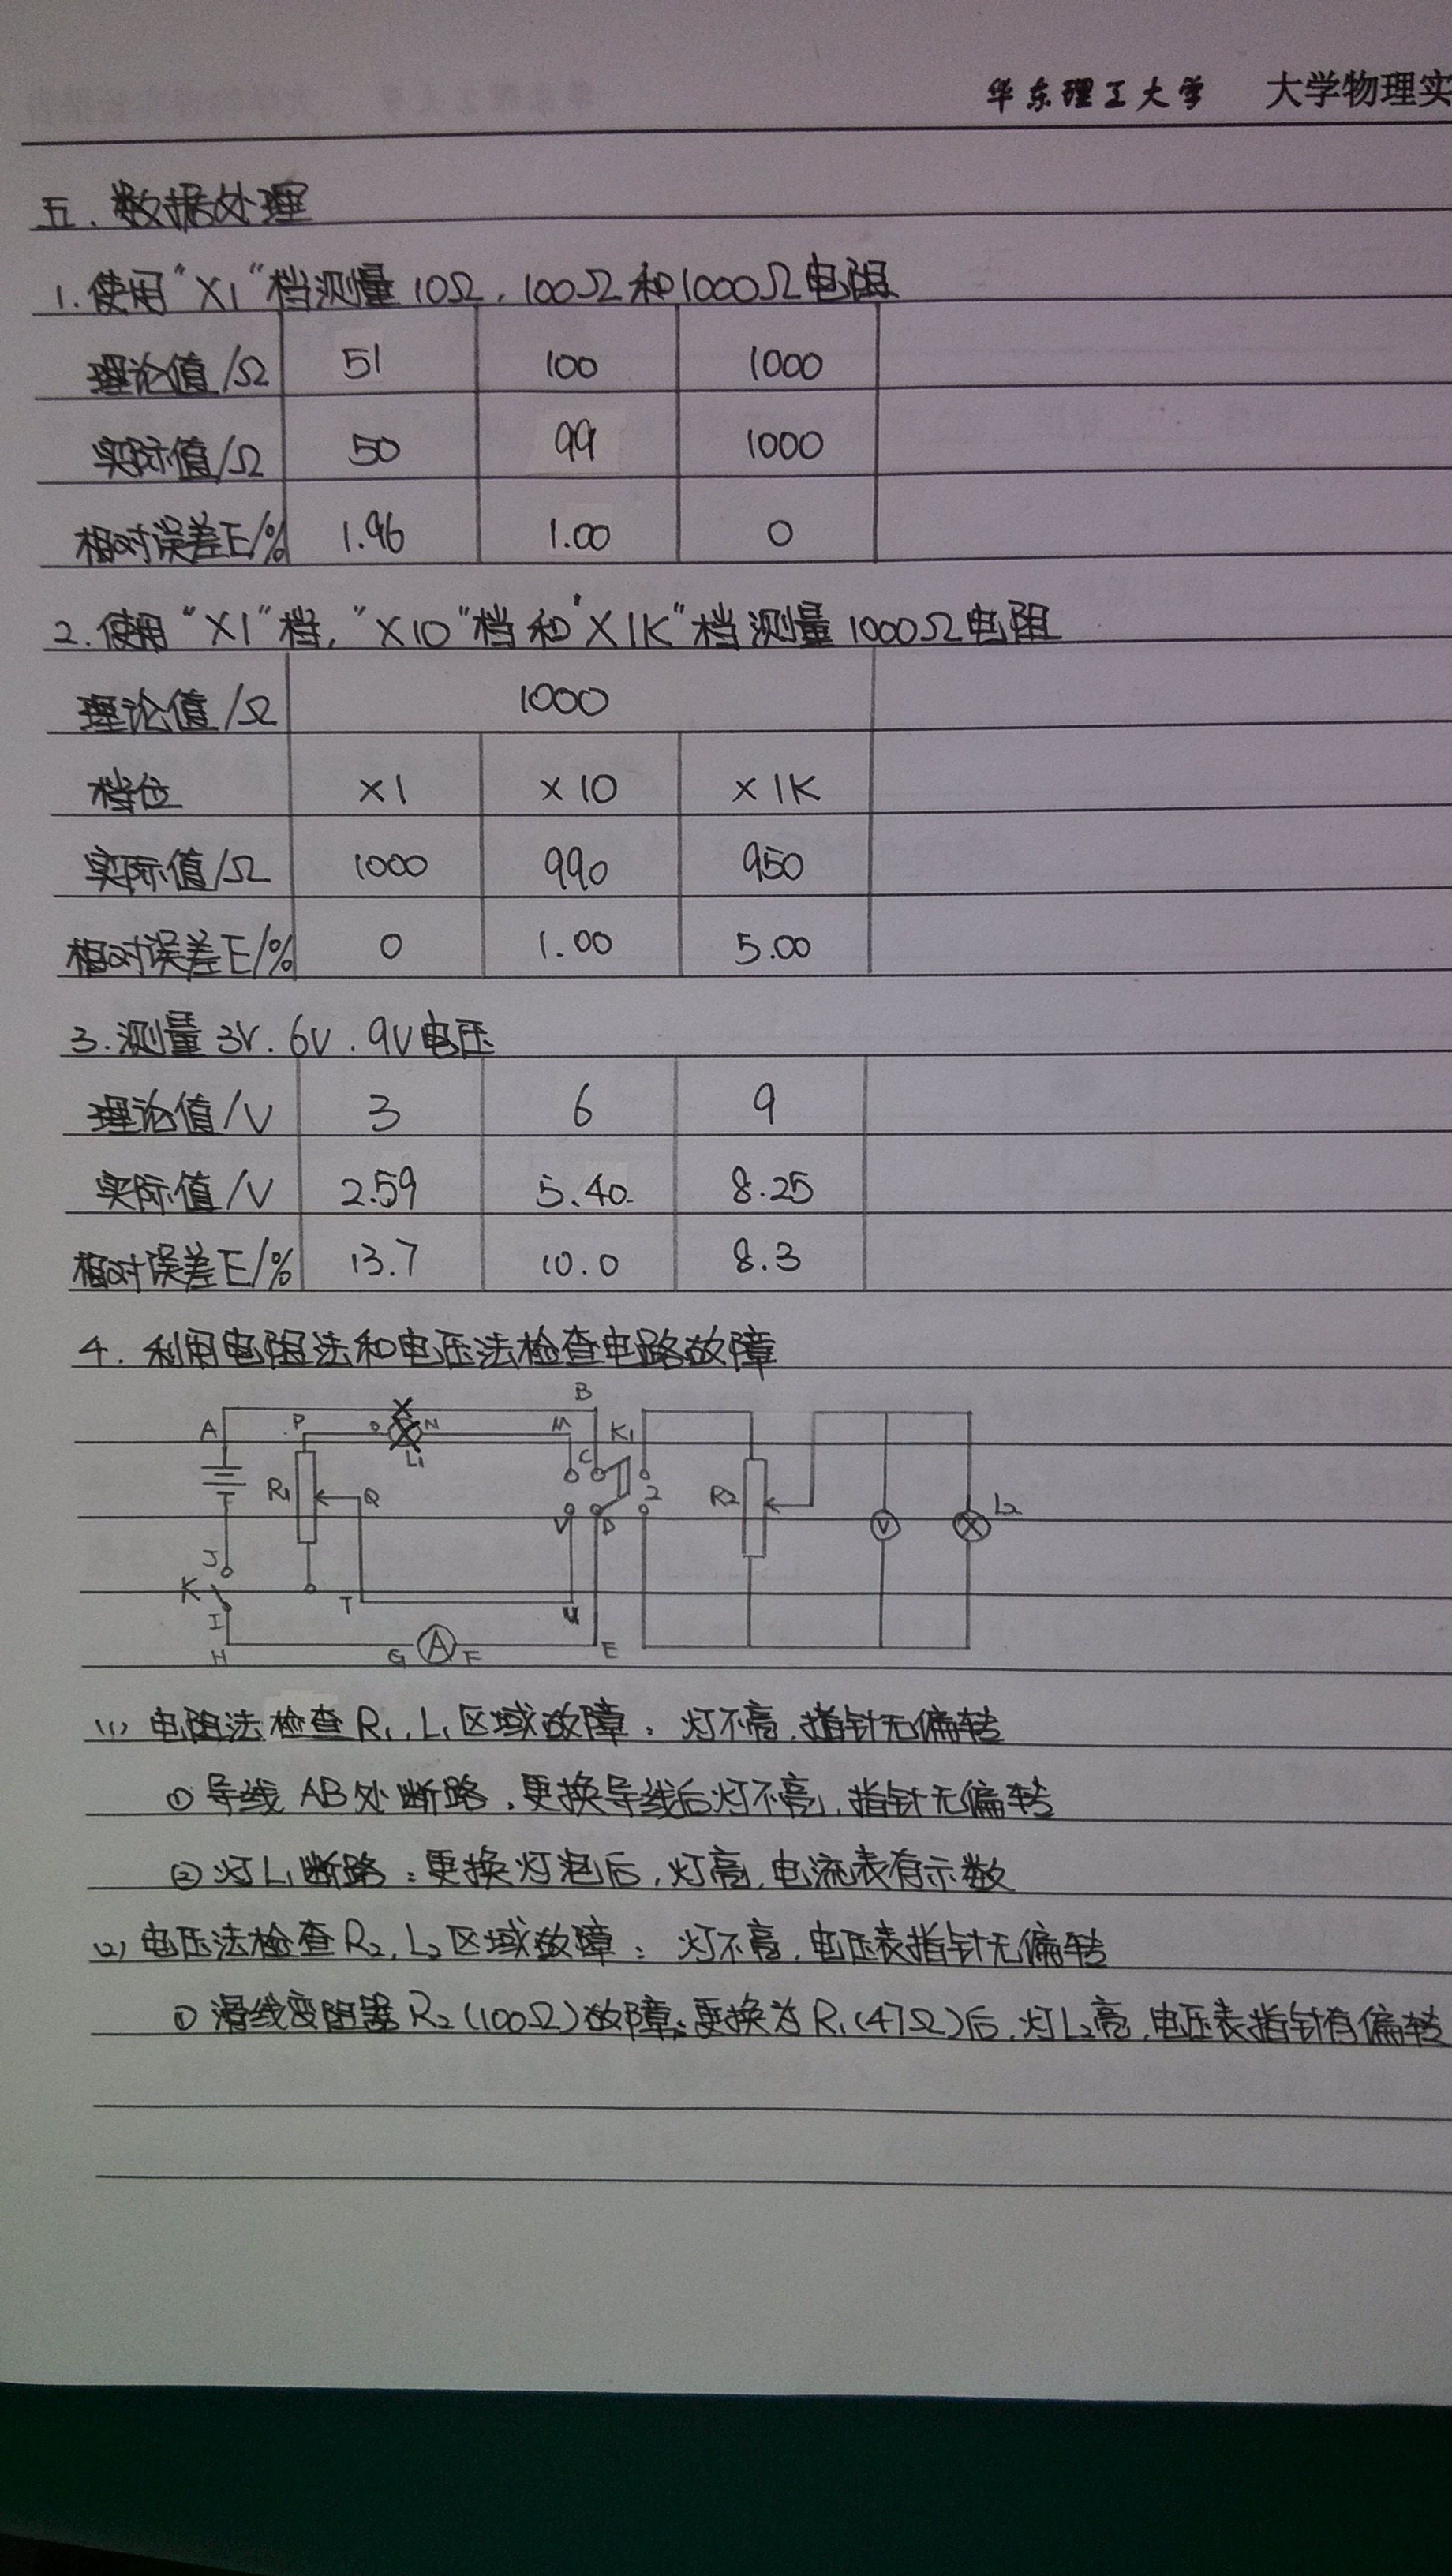 华东理工大学 大学物理实
五.数据处理
1.使用"×1"档测量10Ω,100Ω和1000Ω电阻
理论值/Ω 51 100 1000
实际值/Ω 50 99 1000
相对误差E/% 1.96 1.00 0
2.使用"×1"档,"×10"档和"×1K"档测量1000Ω电阻
理论值/Ω 1000
档位 ×1 ×10 ×1K
实际值/Ω 1000 990 950
相对误差E/% 0 1.00 5.00
3.测量3V.6V.9V电压
理论值/V 3 6 9
实际值/V 2.59 5.40 8.25
相对误差E/% 13.7 10.0 8.3
4.利用电阻法和电压法检查电路故障
B
A P O N M K1
L1 C
R1 Q 2 R2 L2
V D V
J
K T U
I
H G A F E
(1)电阻法检查R1,L1区域故障:灯不亮,指针无偏转
①导线AB处断路,更换导线后灯不亮,指针无偏转
②灯L1断路:更换灯泡后,灯亮,电流表有示数
(2)电压法检查R2,L2区域故障:灯不亮,电压表指针无偏转
①滑线变阻器R2(100Ω)故障:更换为R1(47Ω)后,灯L2亮,电压表指针有偏转